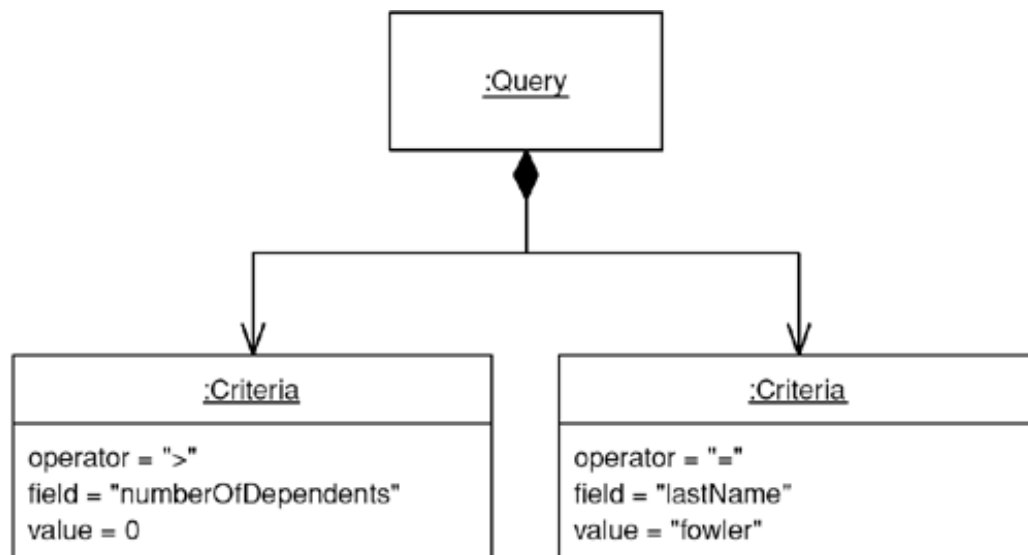 :Query
:Criteria
operator = ">"
field = "numberOfDependents"
value = 0
:Criteria
operator = "="
field = "lastName"
value = "fowler"